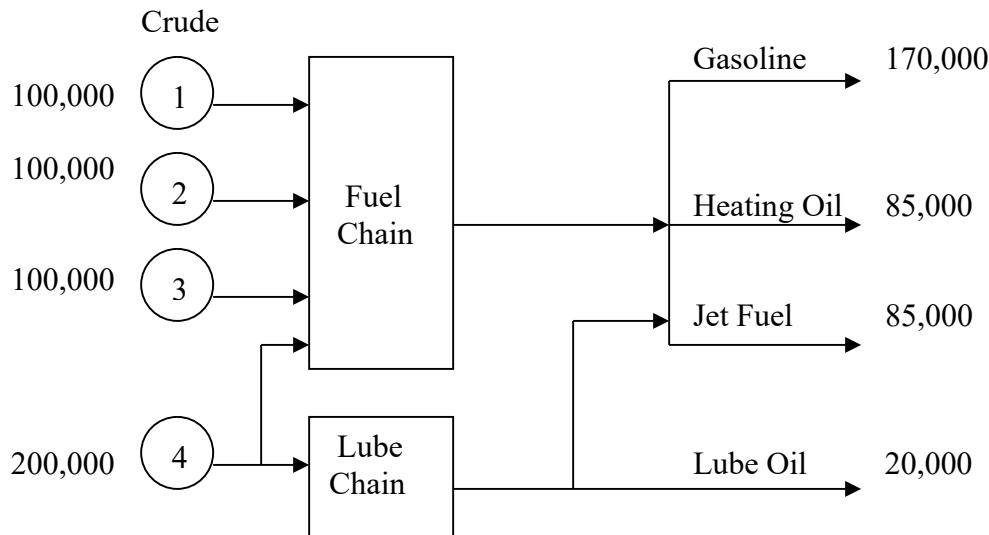 Crude
Gasoline
170,000
100,000
1
100,000
2
Fuel
Chain
Heating Oil
85,000
100,000
3
Jet Fuel
85,000
200,000
4
Lube
Chain
Lube Oil
20,000